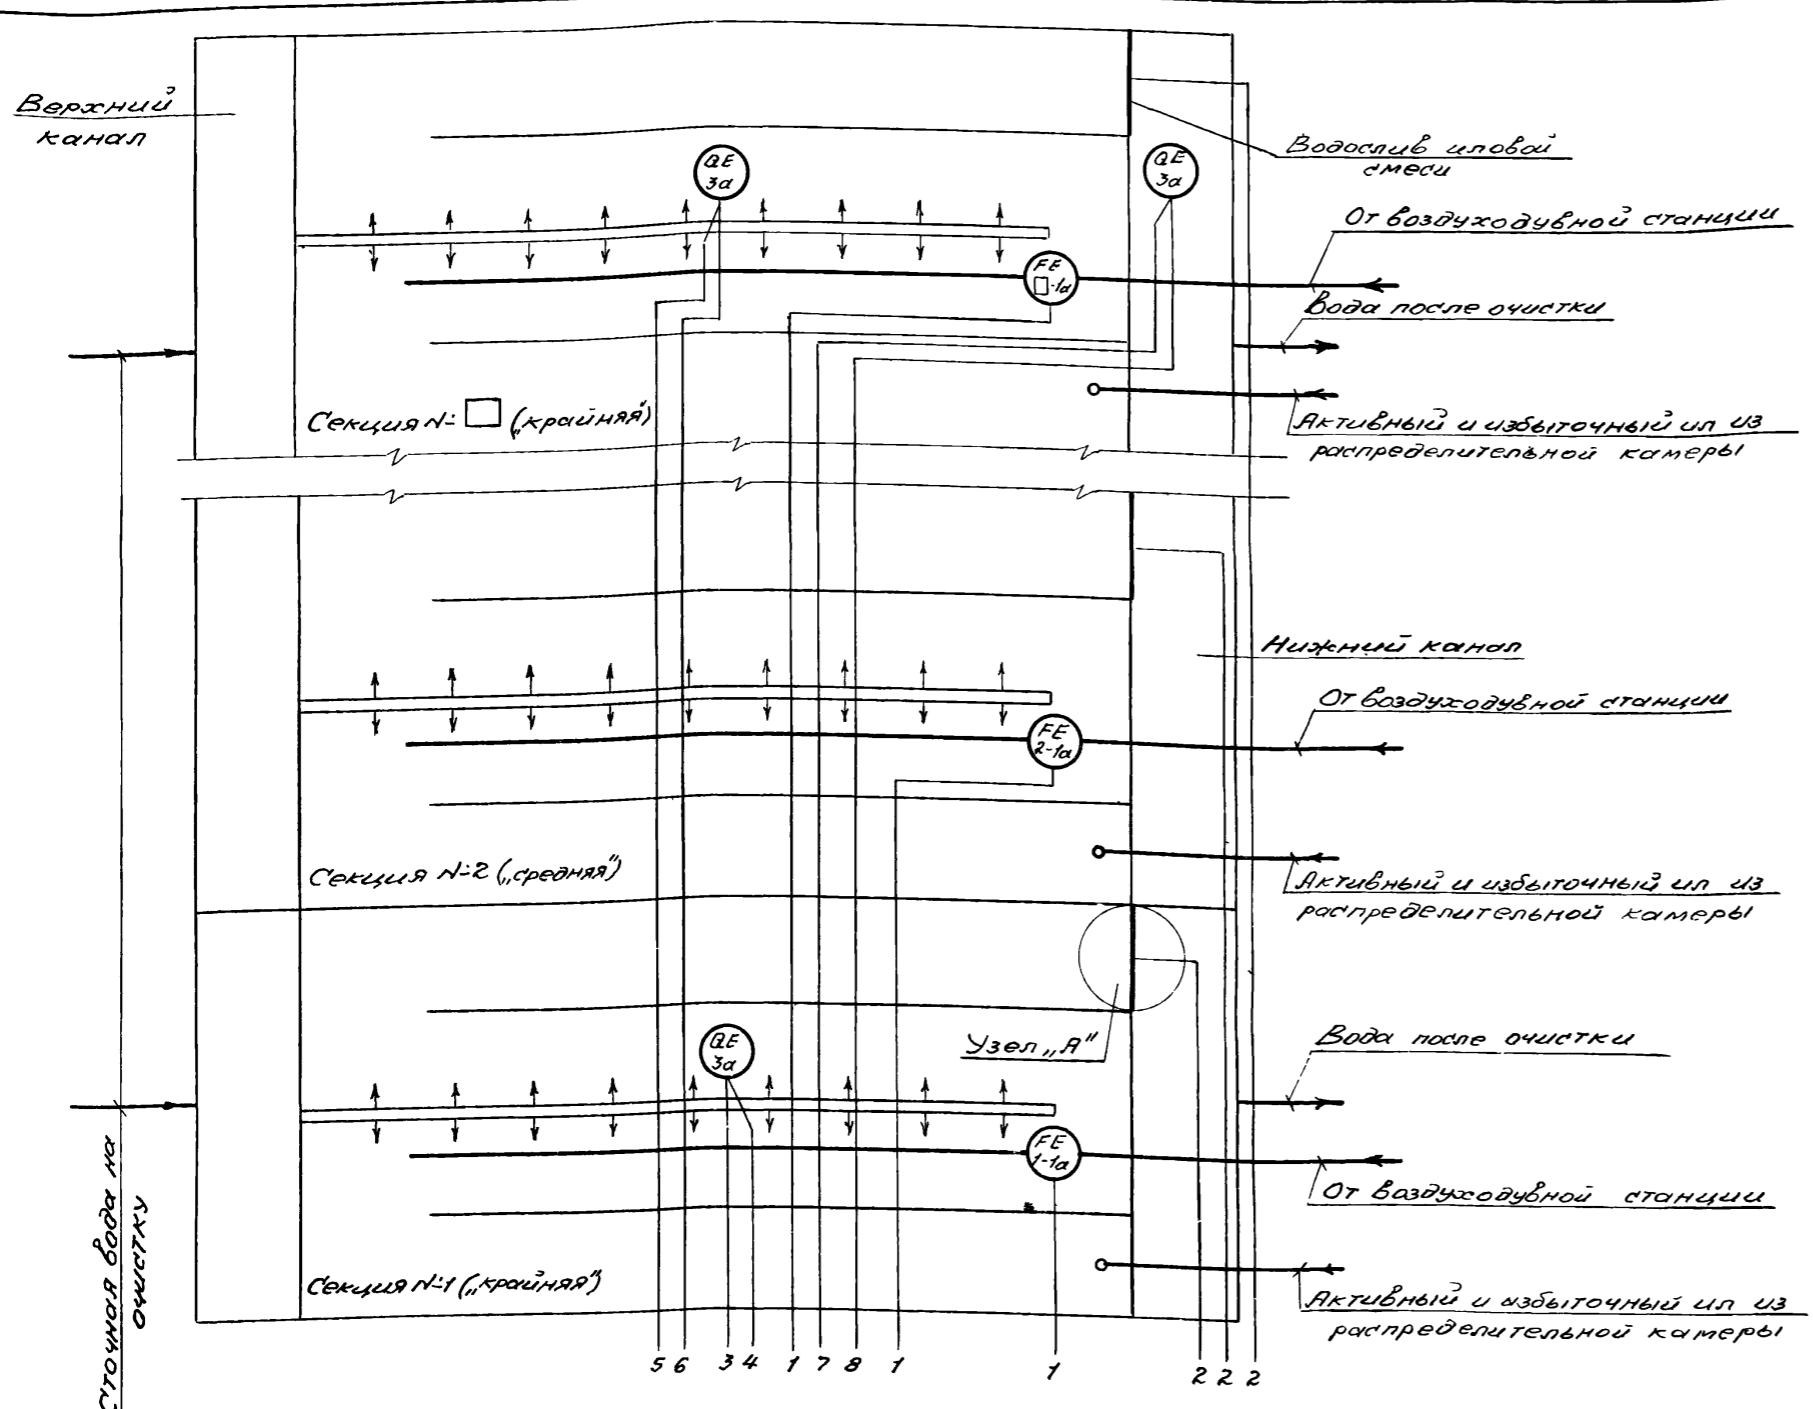 Верхний
канал
QE
3а
QE
3а
Водослив иловой
смеси
От воздуходувной станции
FE
□-1а
Вода после очистки
Секция №□ („крайняя")
Активный и избыточный ил из
распределительной камеры
Нижний канал
От воздуходувной станции
FE
2-1а
Секция №2 („средняя")
Активный и избыточный ил из
распределительной камеры
Узел „А"
QE
3а
Вода после очистки
FE
1-1а
От воздуходувной станции
Сточная вода на
очистку
Секция №1 („крайняя")
Активный и избыточный ил из
распределительной камеры
5 6 3 4 1 7 8 1 1 2 2 2